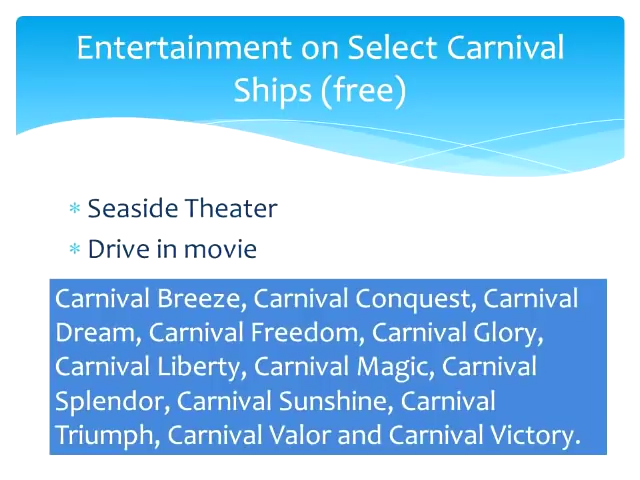 Entertainment on Select Carnival
Ships (free)
* Seaside Theater
* Drive in movie
Carnival Breeze, Carnival Conquest, Carnival
Dream, Carnival Freedom, Carnival Glory,
Carnival Liberty, Carnival Magic, Carnival
Splendor, Carnival Sunshine, Carnival
Triumph, Carnival Valor and Carnival Victory.